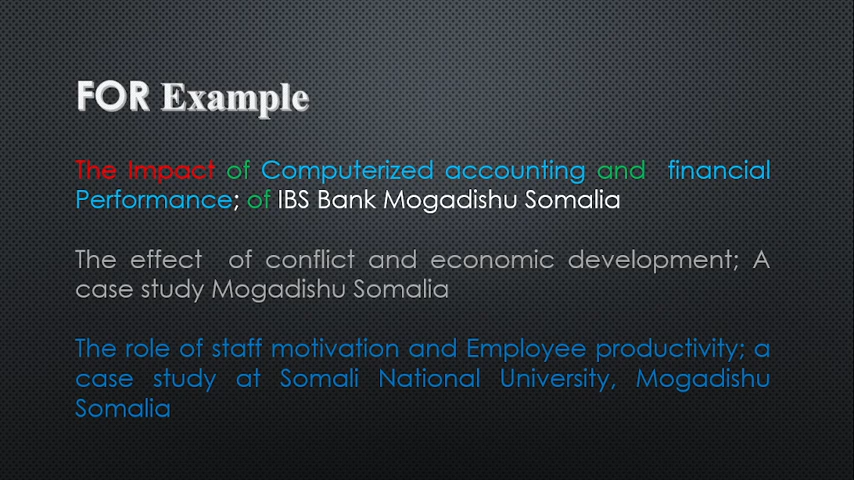 FOR Example
The Impact of Computerized accounting and financial
Performance; of IBS Bank Mogadishu Somalia
The effect of conflict and economic development; A
case study Mogadishu Somalia
The role of staff motivation and Employee productivity; a
case study at Somali National University, Mogadishu
Somalia